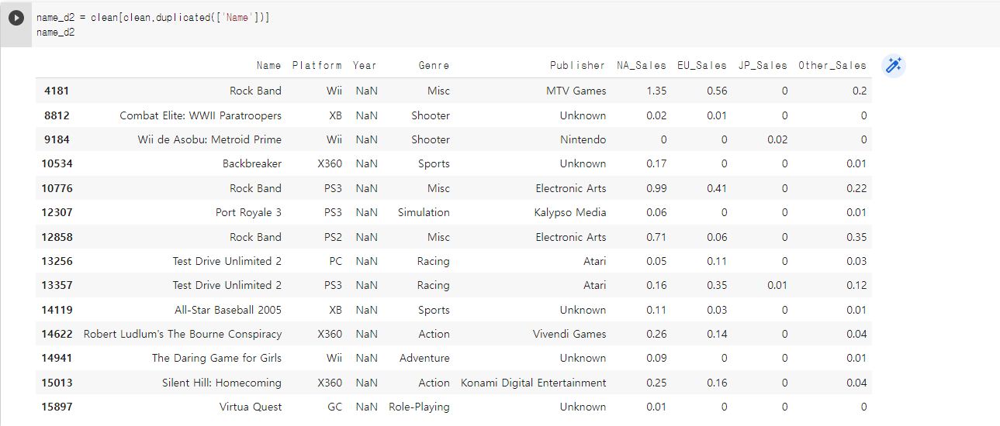 name_d2 = clean[clean.duplicated(['Name'])]
name_d2
Name Platform Year Genre Publisher NA_Sales EU_Sales JP_Sales Other_Sales
4181 Rock Band Wii NaN Misc MTV Games 1.35 0.56 0 0.2
8812 Combat Elite: WWII Paratroopers XB NaN Shooter Unknown 0.02 0.01 0 0
9184 Wii de Asobu: Metroid Prime Wii NaN Shooter Nintendo 0 0 0.02 0
10534 Backbreaker X360 NaN Sports Unknown 0.17 0 0 0.01
10776 Rock Band PS3 NaN Misc Electronic Arts 0.99 0.41 0 0.22
12307 Port Royale 3 PS3 NaN Simulation Kalypso Media 0.06 0 0 0.01
12858 Rock Band PS2 NaN Misc Electronic Arts 0.71 0.06 0 0.35
13256 Test Drive Unlimited 2 PC NaN Racing Atari 0.05 0.11 0 0.03
13357 Test Drive Unlimited 2 PS3 NaN Racing Atari 0.16 0.35 0.01 0.12
14119 All-Star Baseball 2005 XB NaN Sports Unknown 0.11 0.03 0 0.01
14622 Robert Ludlum's The Bourne Conspiracy X360 NaN Action Vivendi Games 0.26 0.14 0 0.04
14941 The Daring Game for Girls Wii NaN Adventure Unknown 0.09 0 0 0.01
15013 Silent Hill: Homecoming X360 NaN Action Konami Digital Entertainment 0.25 0.16 0 0.04
15897 Virtua Quest GC NaN Role-Playing Unknown 0.01 0 0 0